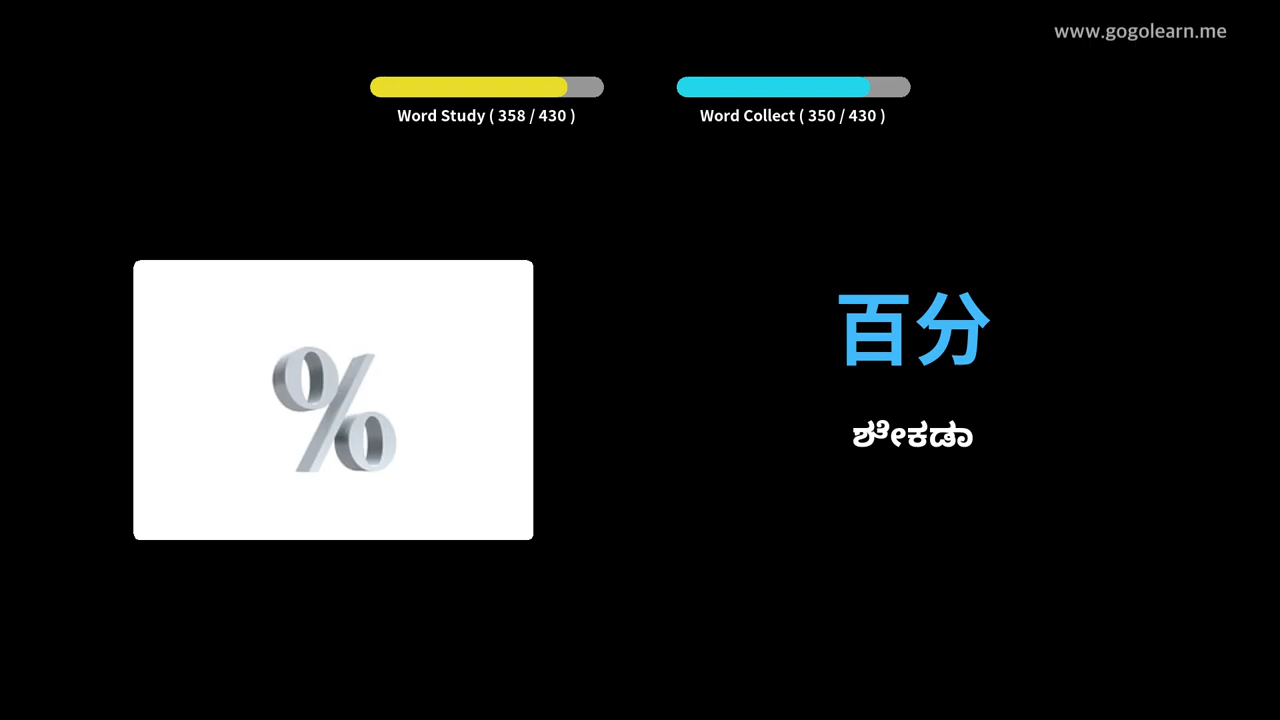 www.gogolearn.me
Word Study ( 358 / 430 )
Word Collect ( 350 / 430 )
%
百分
ಶೇಕಡಾ